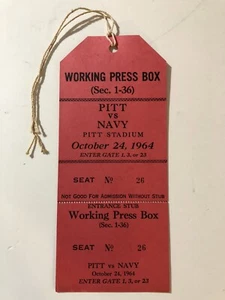 WORKING PRESS BOX
(Sec. 1-36)
PITT
VS
NAVY
PITT STADIUM
October 24, 1964
ENTER GATE 1, 3, or 23
SEAT No 26
NOT Good For Admission Without Stub
ENTRANCE STUB
Working Press Box
(Sec. 1-36)
SEAT No 26
PITT vs NAVY
October 24, 1964
ENTER GATE 1, 3, or 23